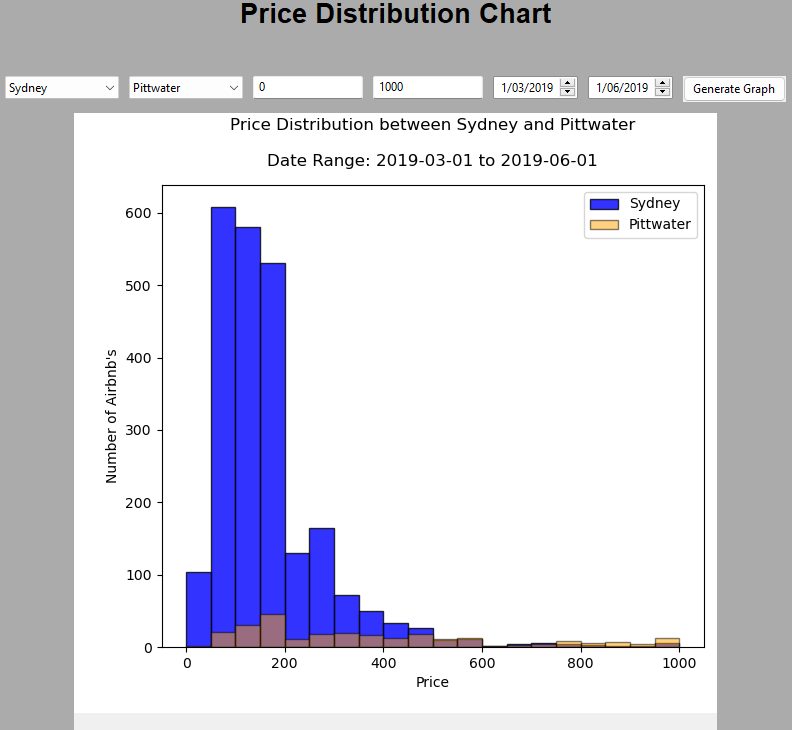 Price Distribution Chart
Sydney Pittwater 0 1000 1/03/2019 1/06/2019 Generate Graph
Price Distribution between Sydney and Pittwater
Date Range: 2019-03-01 to 2019-06-01
Sydney
Pittwater
600
500
400
300
200
100
0
Number of Airbnb's
0 200 400 600 800 1000
Price